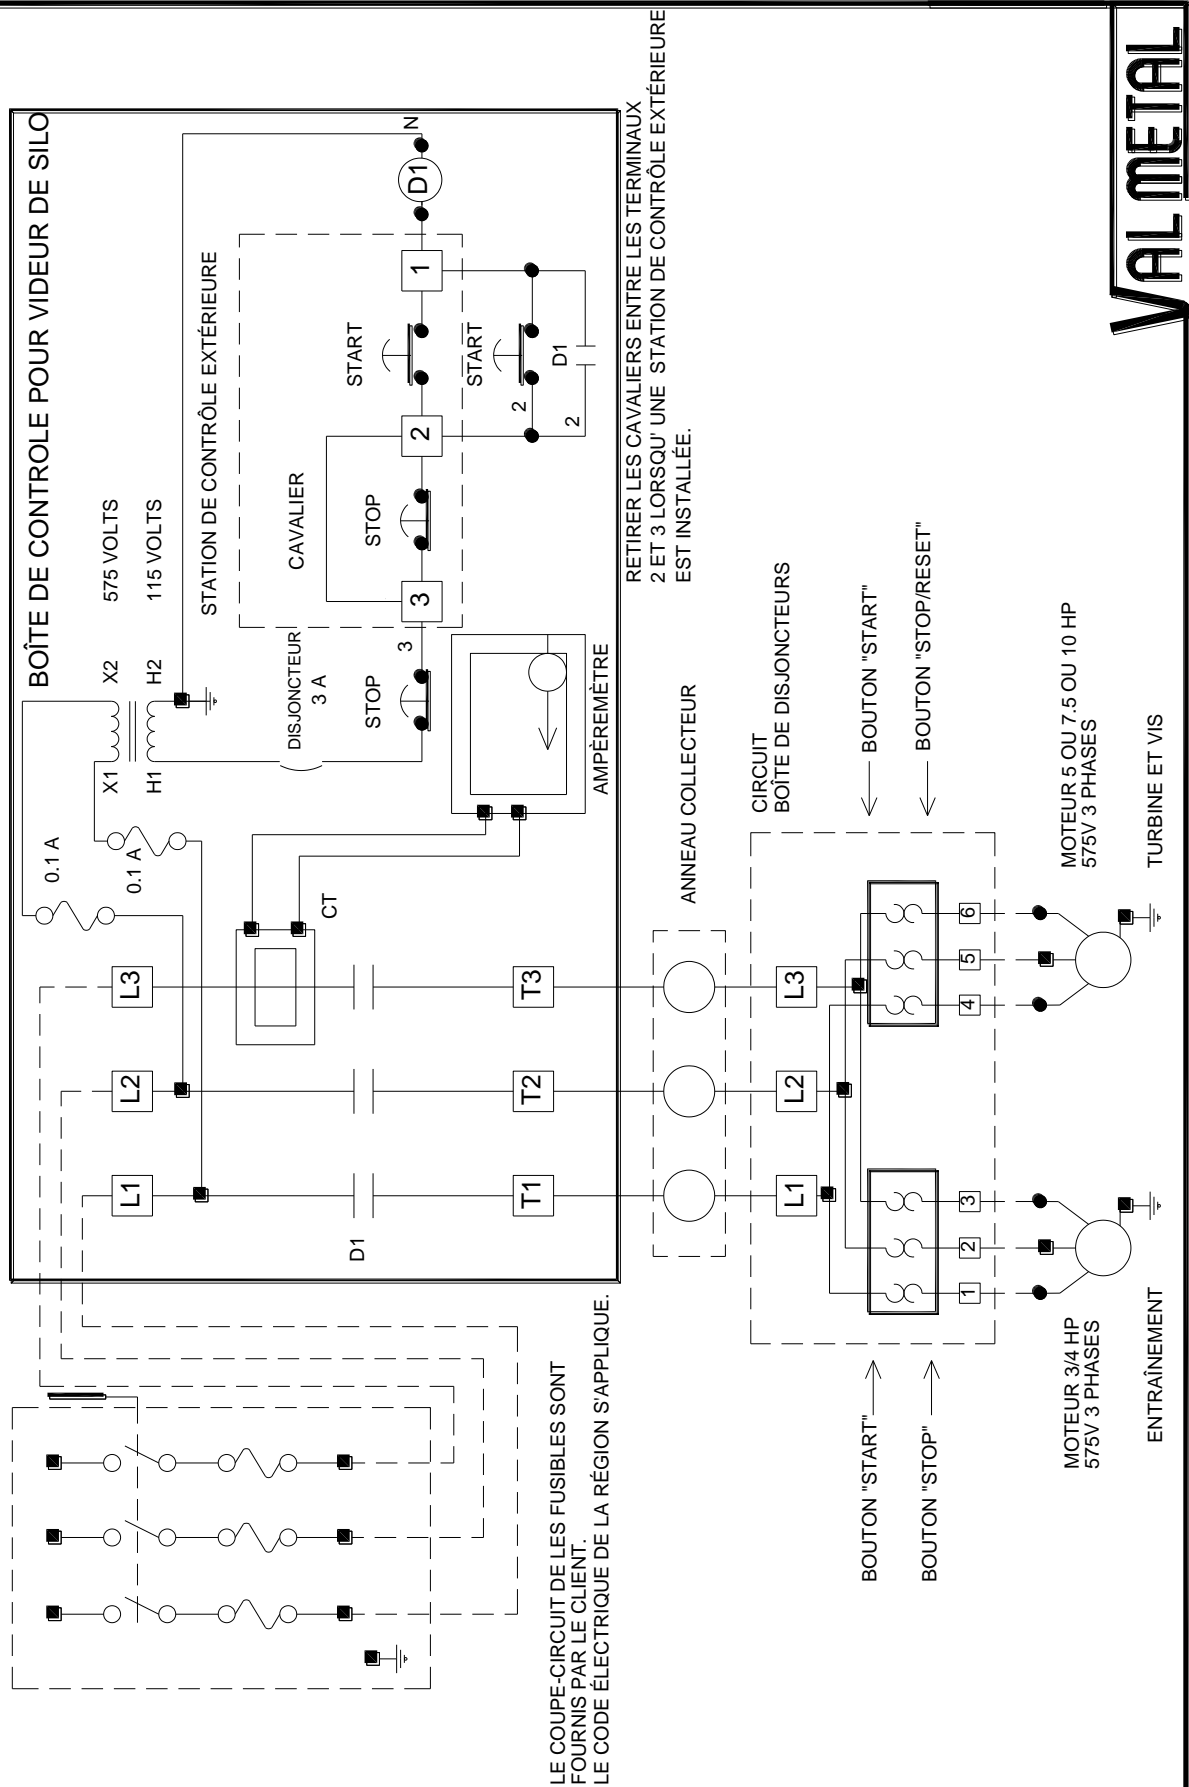 BOÎTE DE CONTROLE POUR VIDEUR DE SILO
0.1 A
0.1 A
X1
X2
575 VOLTS
H1
H2
115 VOLTS
STATION DE CONTRÔLE EXTÉRIEURE
DISJONCTEUR
3 A
CAVALIER
STOP
3
3
STOP
2
START
1
D1
N
START
2
2
D1
L1
L2
L3
CT
D1
AMPÈREMÈTRE
T1
T2
T3
RETIRER LES CAVALIERS ENTRE LES TERMINAUX
2 ET 3 LORSQU' UNE STATION DE CONTRÔLE EXTÉRIEURE
EST INSTALLÉE.
LE COUPE-CIRCUIT DE LES FUSIBLES SONT
FOURNIS PAR LE CLIENT.
LE CODE ÉLECTRIQUE DE LA RÉGION S'APPLIQUE.
ANNEAU COLLECTEUR
CIRCUIT
BOÎTE DE DISJONCTEURS
L1
L2
L3
BOUTON "START"
BOUTON "STOP"
BOUTON "START"
BOUTON "STOP/RESET"
1
2
3
4
5
6
MOTEUR 3/4 HP
575V 3 PHASES
MOTEUR 5 OU 7.5 OU 10 HP
575V 3 PHASES
ENTRAÎNEMENT
TURBINE ET VIS
VALMETAL